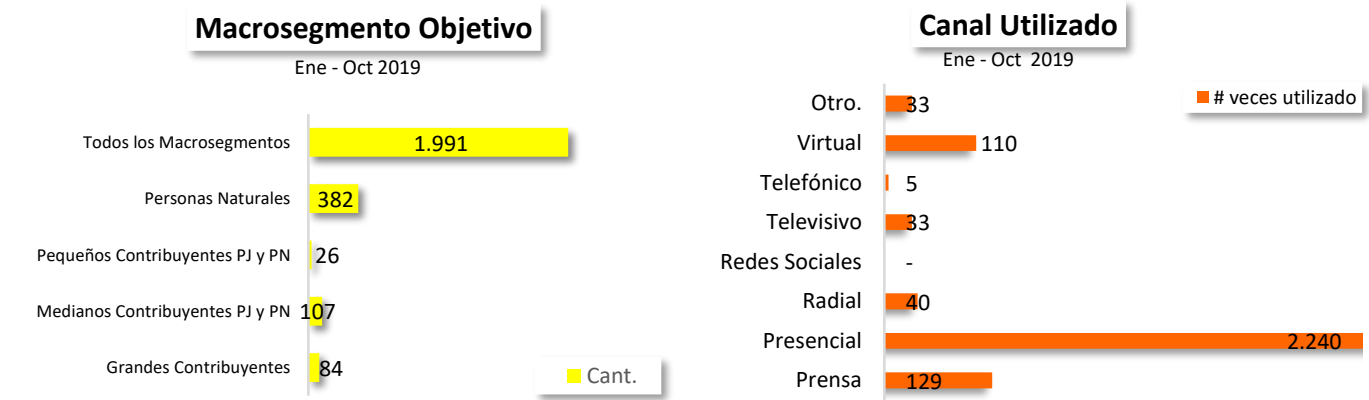 Macrosegmento Objetivo
Ene - Oct 2019
Todos los Macrosegmentos 1.991
Personas Naturales 382
Pequeños Contribuyentes PJ y PN 26
Medianos Contribuyentes PJ y PN 107
Grandes Contribuyentes 84
Cant.
Canal Utilizado
Ene - Oct 2019
# veces utilizado
Otro. 33
Virtual 110
Telefónico 5
Televisivo 33
Redes Sociales -
Radial 40
Presencial 2.240
Prensa 129